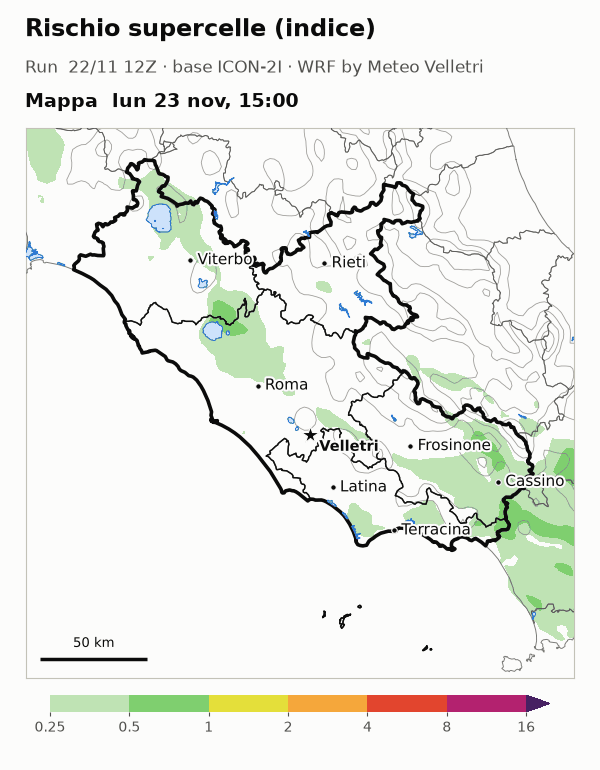 Rischio supercelle (indice)
Run 22/11 12Z · base ICON-2I · WRF by Meteo Velletri
Mappa lun 23 nov, 15:00
Viterbo
Rieti
Roma
Velletri
Frosinone
Cassino
Latina
Terracina
50 km
0.25 0.5 1 2 4 8 16